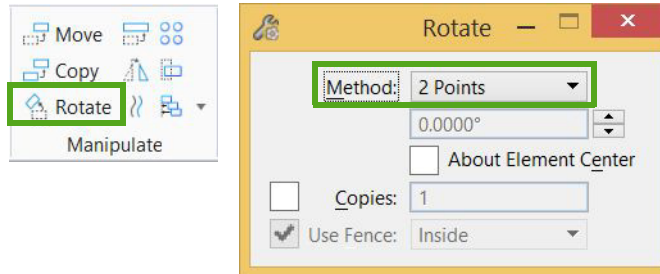 Move
Copy
Rotate
Manipulate
Rotate
Method: 2 Points
0.0000°
About Element Center
Copies: 1
Use Fence: Inside